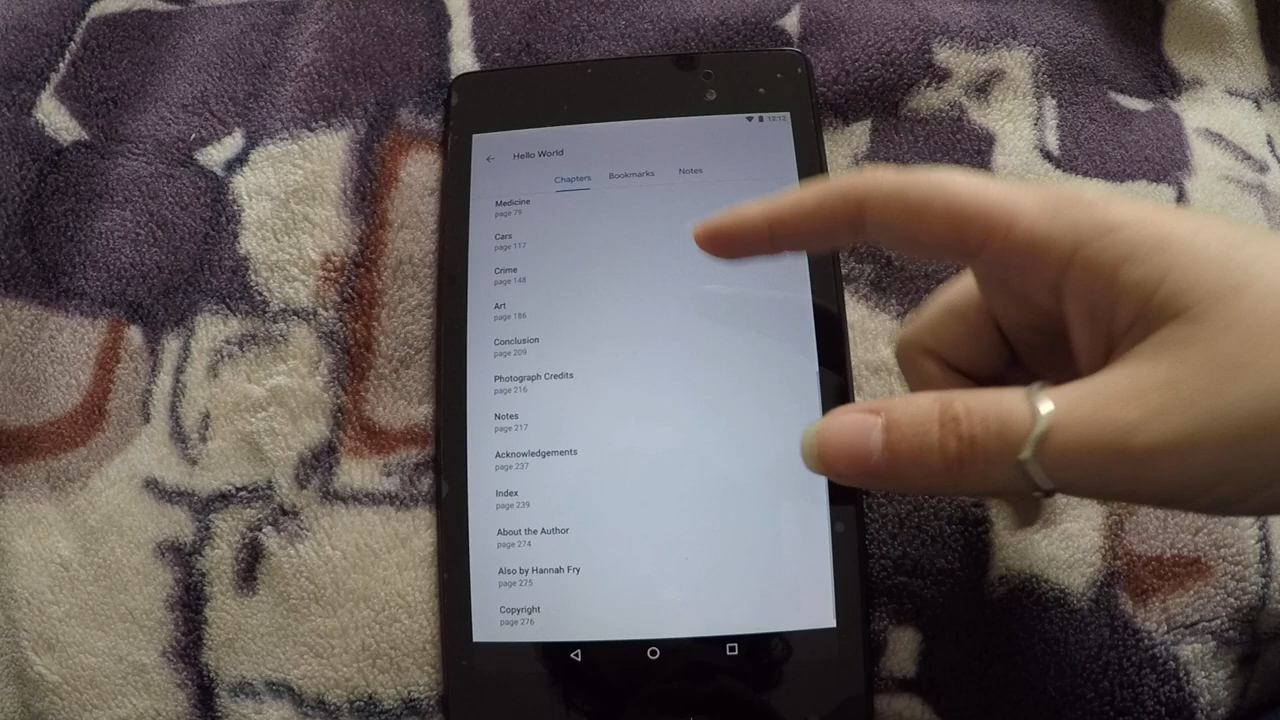 12:12
Hello World
Chapters Bookmarks Notes
Medicine
page 79
Cars
page 117
Crime
page 148
Art
page 186
Conclusion
page 209
Photograph Credits
page 216
Notes
page 217
Acknowledgements
page 237
Index
page 239
About the Author
page 274
Also by Hannah Fry
page 275
Copyright
page 276